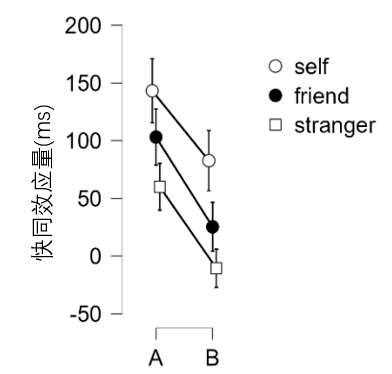 200
150
100
50
0
-50
快同效应量(ms)
A
B
self
friend
stranger